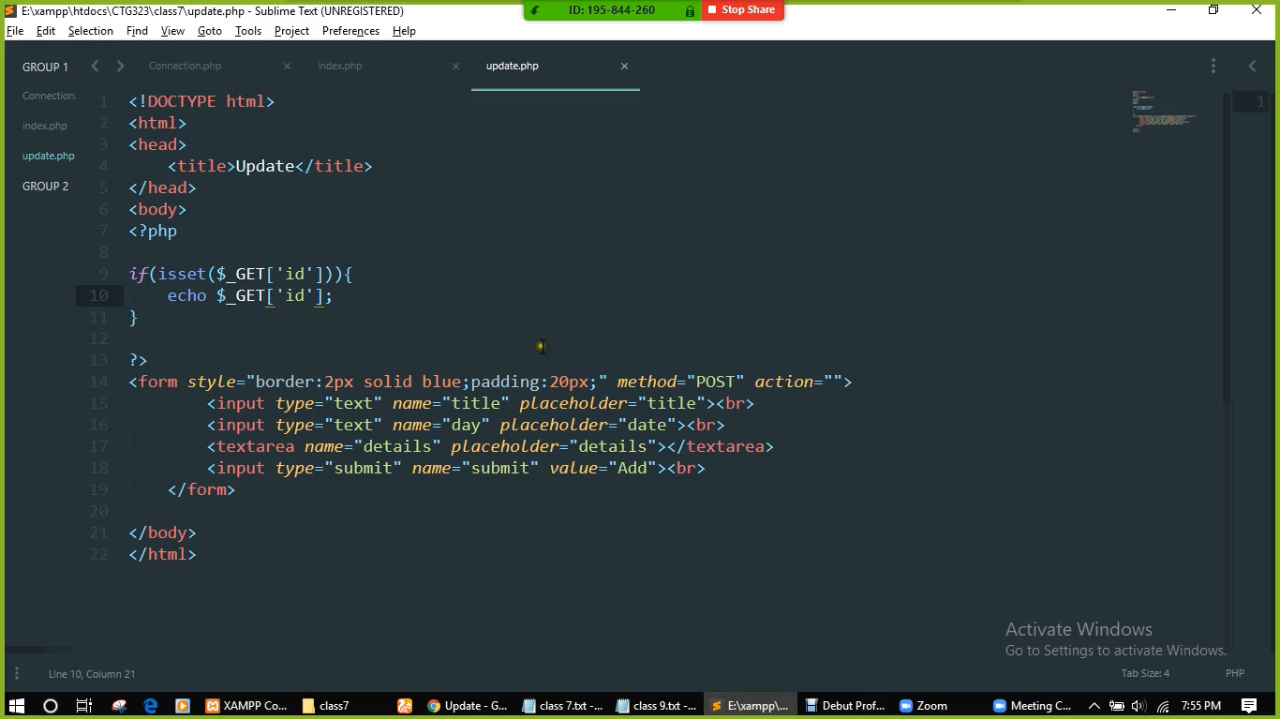 E:\xampp\htdocs\CTG323\class7\update.php - Sublime Text (UNREGISTERED)
ID: 195-844-260
Stop Share
File Edit Selection Find View Goto Tools Project Preferences Help
GROUP 1
Connection.
index.php
update.php
GROUP 2
Connection.php index.php update.php
1 <!DOCTYPE html>
2 <html>
3 <head>
4 <title>Update</title>
5 </head>
6 <body>
7 <?php
8
9 if(isset($_GET['id'])){
10 echo $_GET['id'];
11 }
12
13 ?>
14 <form style="border:2px solid blue;padding:20px;" method="POST" action="">
15 <input type="text" name="title" placeholder="title"><br>
16 <input type="text" name="day" placeholder="date"><br>
17 <textarea name="details" placeholder="details"></textarea>
18 <input type="submit" name="submit" value="Add"><br>
19 </form>
20
21 </body>
22 </html>
1
Activate Windows
Go to Settings to activate Windows.
Line 10, Column 21
Tab Size: 4
PHP
XAMPP Co... class7 Update - G... class 7.txt -... class 9.txt -... E:\xampp\... Debut Prof... Zoom Meeting C... 7:55 PM